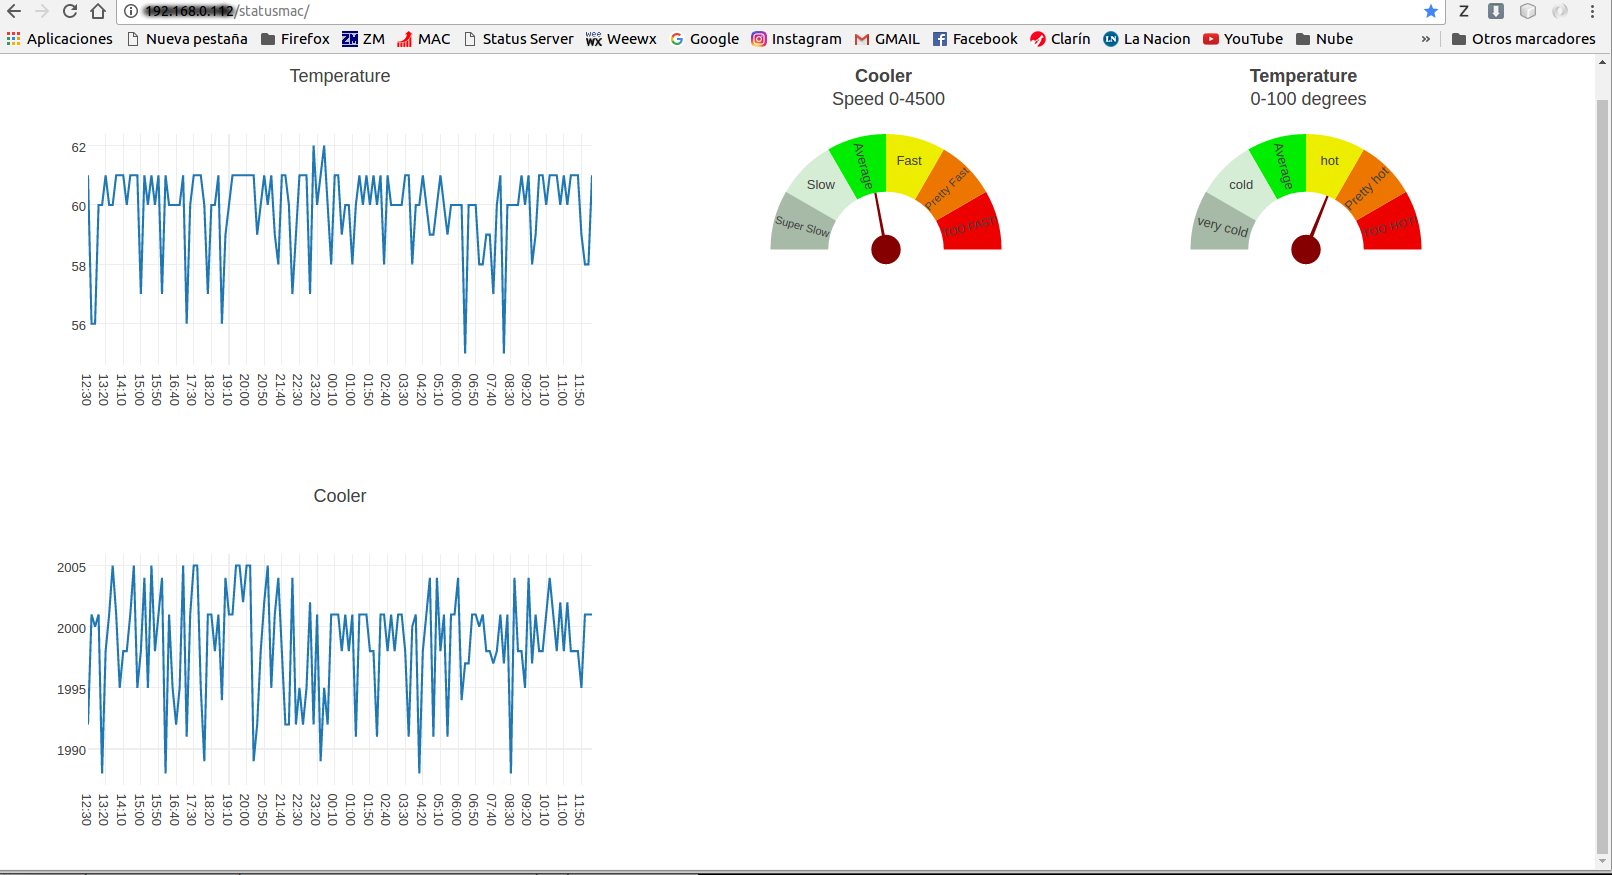 192.168.0.112/statusmac/
Aplicaciones Nueva pestaña Firefox ZM MAC Status Server Weewx Google Instagram GMAIL Facebook Clarín La Nacion YouTube Nube » Otros marcadores
Temperature
62
60
58
56
12:30 13:20 14:10 15:00 15:50 16:40 17:30 18:20 19:10 20:00 20:50 21:40 22:30 23:20 00:10 01:00 01:50 02:40 03:30 04:20 05:10 06:00 06:50 07:40 08:30 09:20 10:10 11:00 11:50
Cooler
Speed 0-4500
Super Slow
Slow
Average
Fast
Pretty Fast
TOO FAST
Temperature
0-100 degrees
very cold
cold
Average
hot
Pretty hot
TOO HOT
Cooler
2005
2000
1995
1990
12:30 13:20 14:10 15:00 15:50 16:40 17:30 18:20 19:10 20:00 20:50 21:40 22:30 23:20 00:10 01:00 01:50 02:40 03:30 04:20 05:10 06:00 06:50 07:40 08:30 09:20 10:10 11:00 11:50